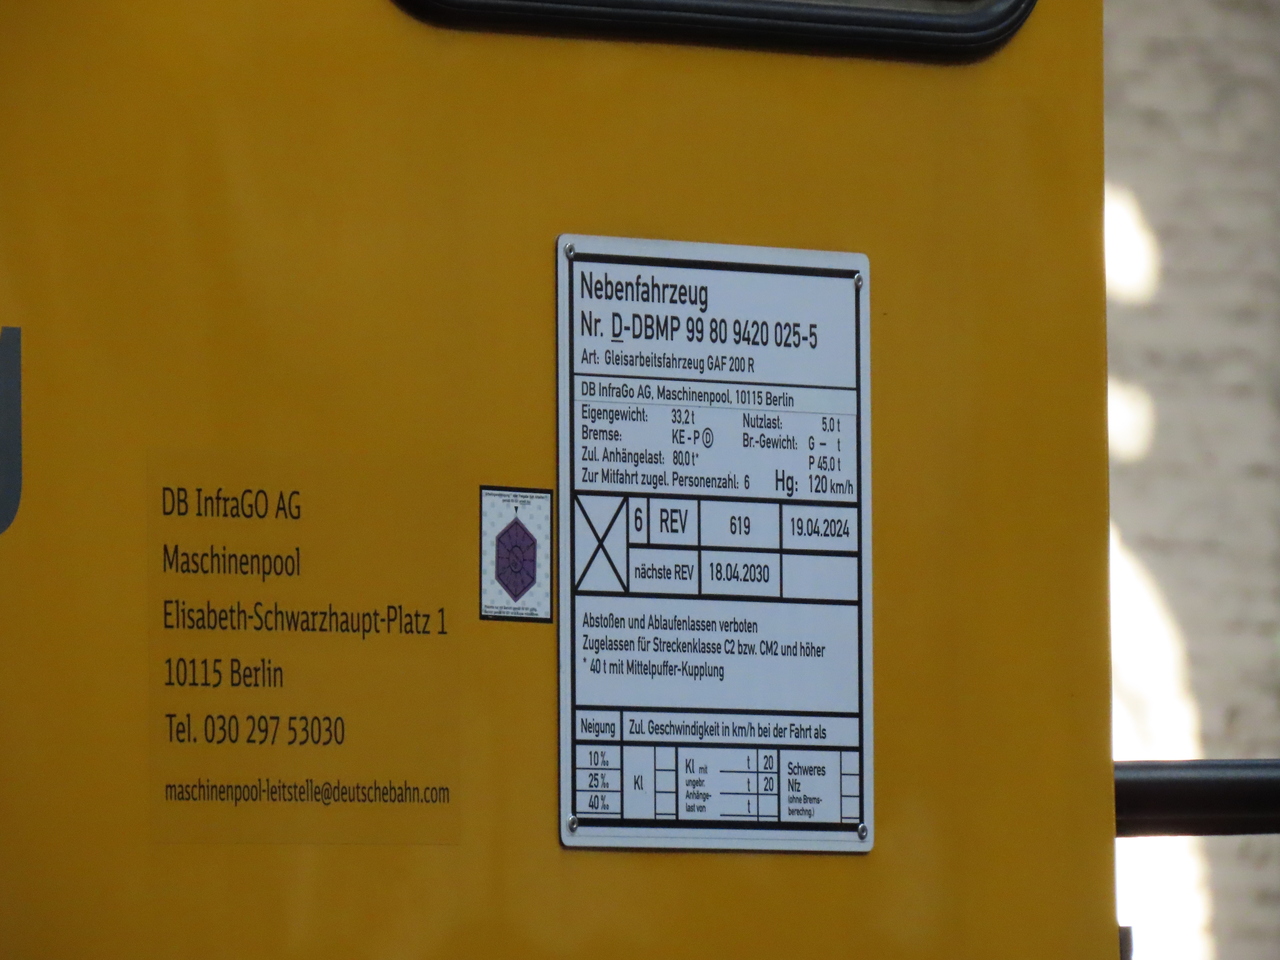 DB InfraGO AG
Maschinenpool
Elisabeth-Schwarzhaupt-Platz 1
10115 Berlin
Tel. 030 297 53030
maschinenpool-leitstelle@deutschebahn.com
Nebenfahrzeug
Nr. D-DBMP 99 80 9420 025-5
Art: Gleisarbeitsfahrzeug GAF 200 R
DB InfraGo AG, Maschinenpool, 10115 Berlin
Eigengewicht: 33,2 t Nutzlast: 5,0 t
Bremse: KE-P Ⓓ Br.-Gewicht: G – t
Zul. Anhängelast: 80,0 t* P 45,0 t
Zur Mitfahrt zugel. Personenzahl: 6 Hg: 120 km/h
6 REV 619 19.04.2024
nächste REV 18.04.2030
Abstoßen und Ablaufenlassen verboten
Zugelassen für Streckenklasse C2 bzw. CM2 und höher
* 40 t mit Mittelpuffer-Kupplung
Neigung Zul. Geschwindigkeit in km/h bei der Fahrt als
10 ‰ Kl Kl mit t 20 Schweres
25 ‰ ungebr. t 20 Nfz
40 ‰ Anhänge- t (ohne Brems-
last von berechng.)